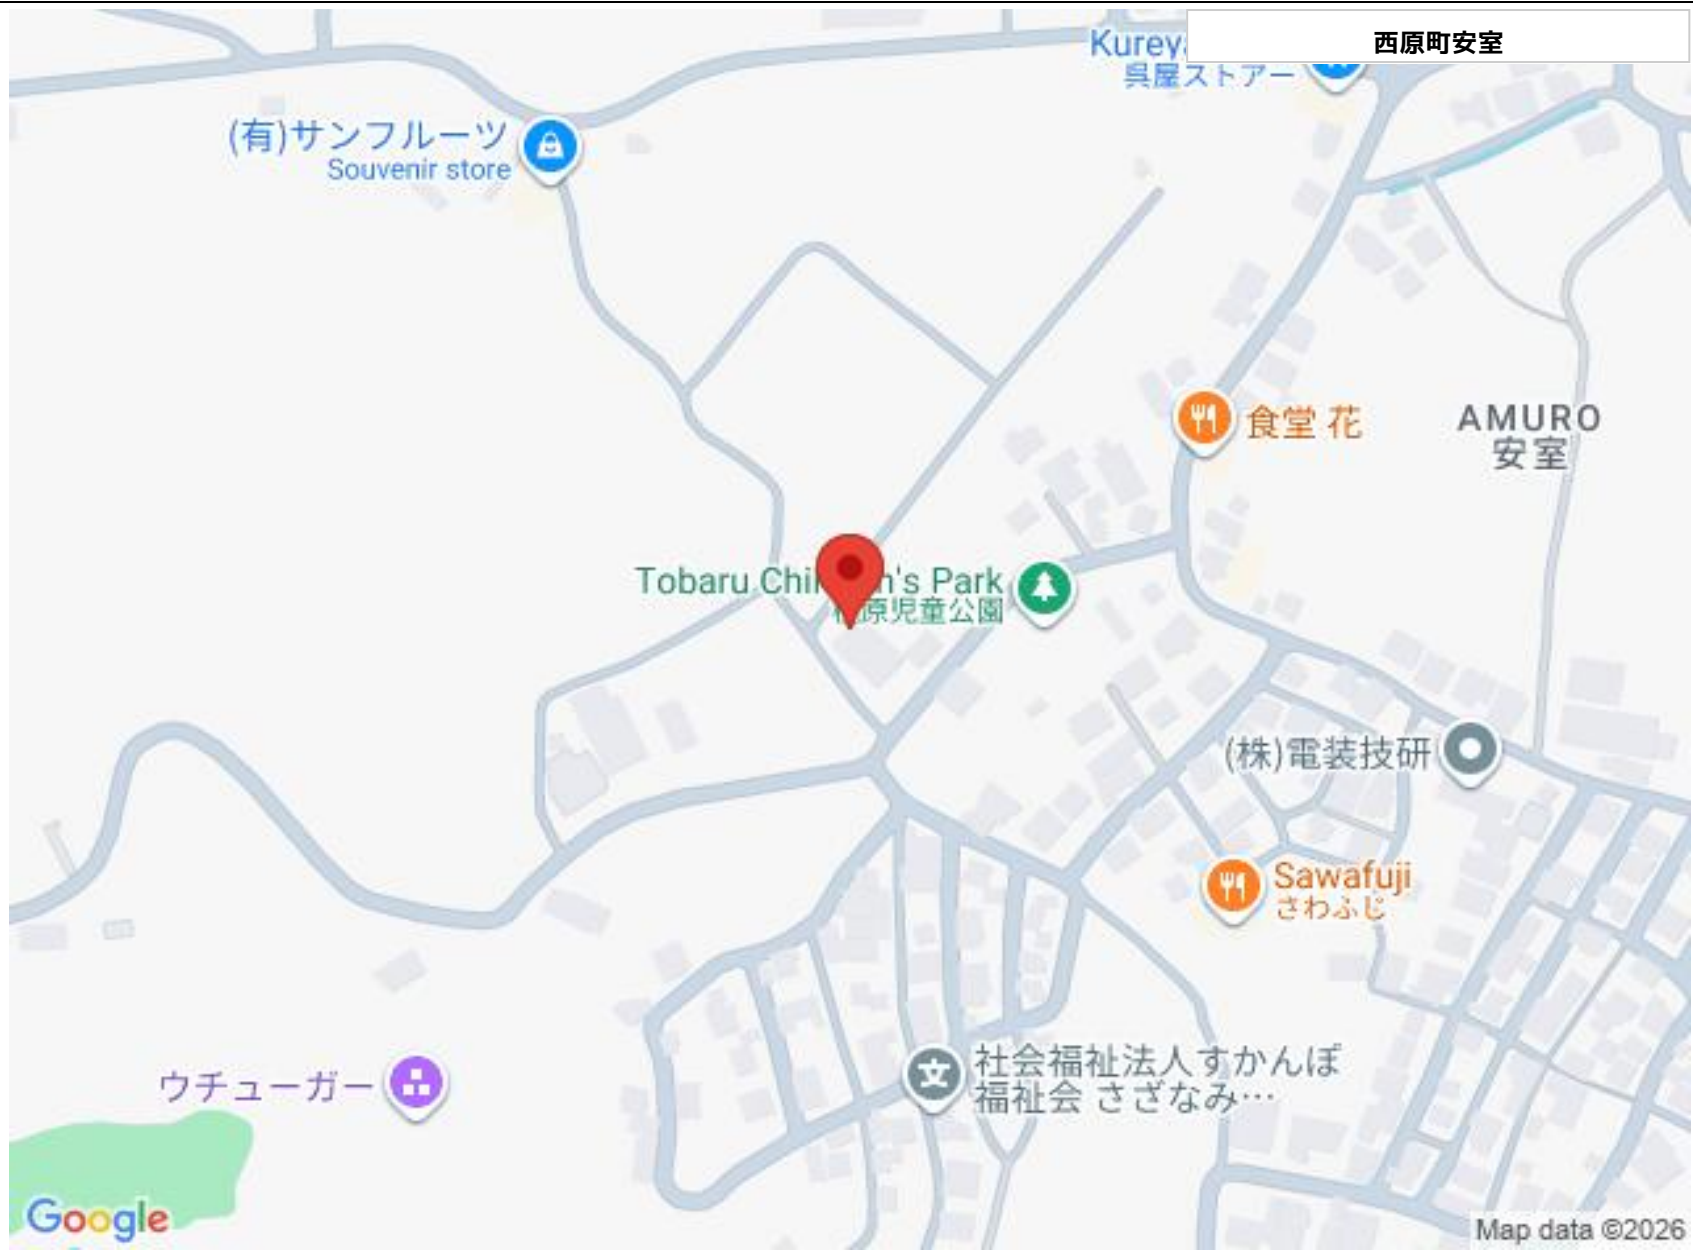 西原町安室
呉屋ストアー
(有)サンフルーツ
Souvenir store
食堂 花
AMURO
安室
Tobaru
Park
原児童公園
(株)電装技研
Sawafuji
さわふじ
社会福祉法人すかんぽ
福祉会 さざなみ…
ウチューガー
Google
Map data ©2026